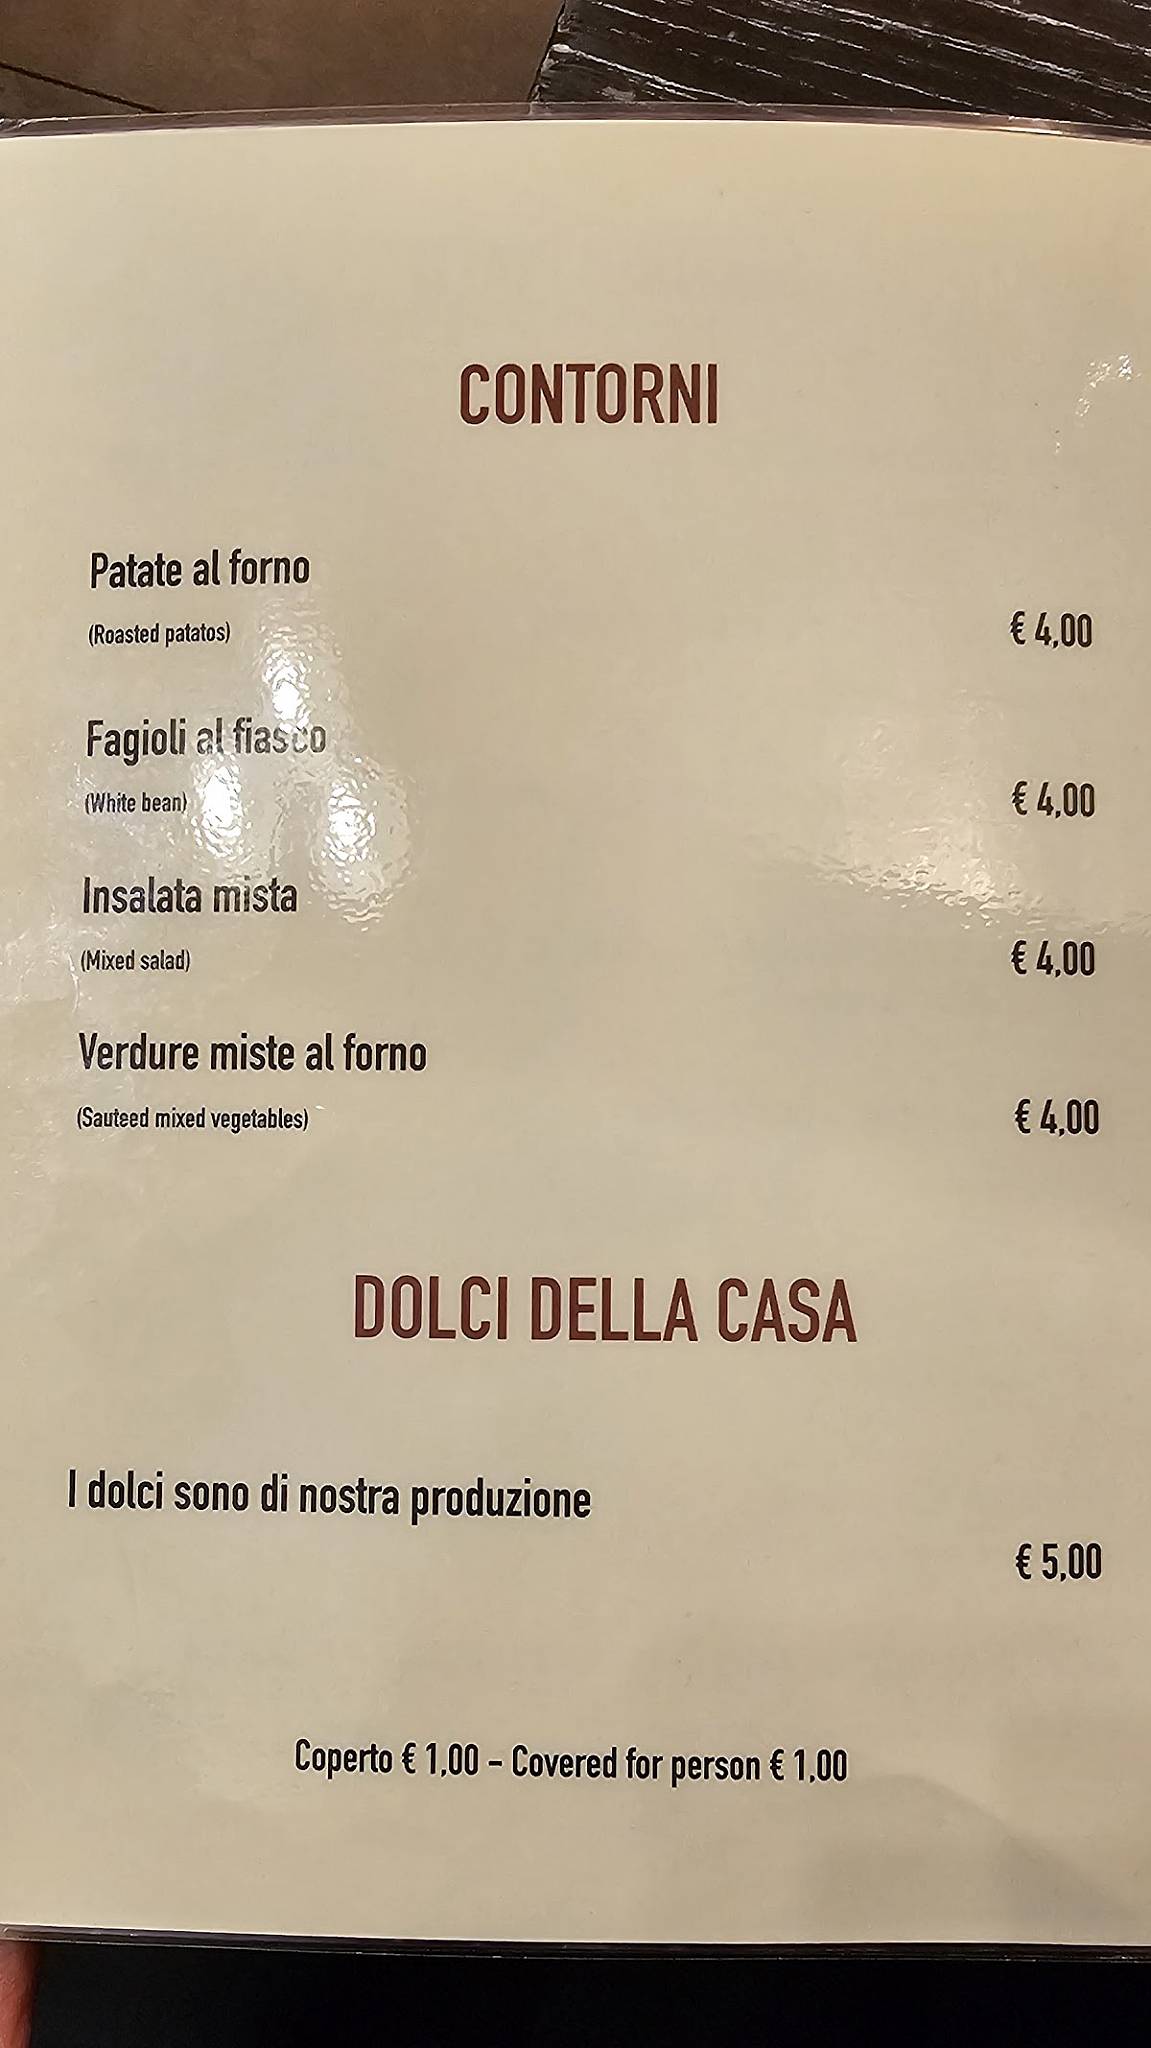 CONTORNI
Patate al forno
(Roasted patatos)
€ 4,00
Fagioli al fiasco
(White bean)
€ 4,00
Insalata mista
(Mixed salad)
€ 4,00
Verdure miste al forno
(Sauteed mixed vegetables)
€ 4,00
DOLCI DELLA CASA
I dolci sono di nostra produzione
€ 5,00
Coperto € 1,00 - Covered for person € 1,00